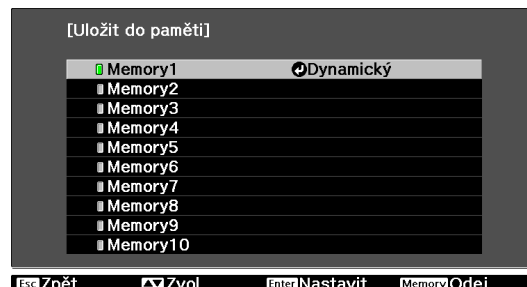 [Uložit do paměti]
Memory1 Dynamický
Memory2
Memory3
Memory4
Memory5
Memory6
Memory7
Memory8
Memory9
Memory10
Esc Zpět Zvol Enter Nastavit Memory Odej